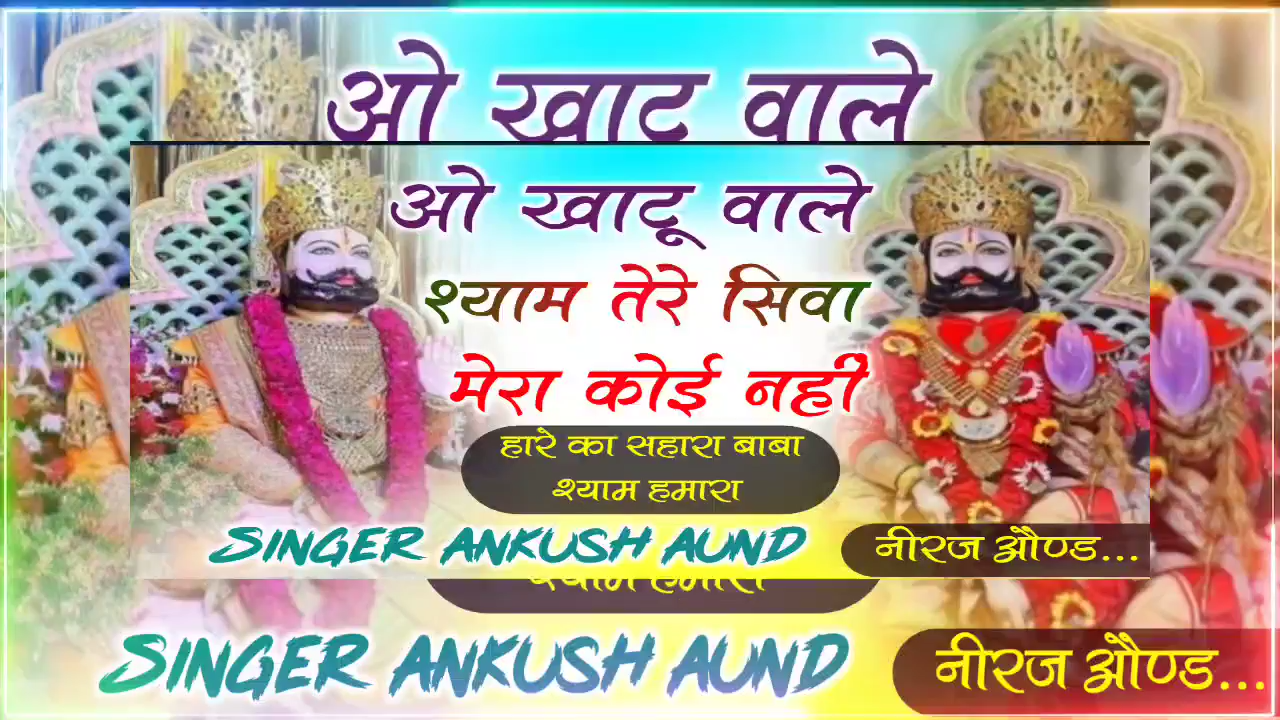 ओ खाटू वाले
ओ खाटू वाले
श्याम तेरे सिवा
मेरा कोई नहीं
हारे का सहारा बाबा
श्याम हमारा
SINGER ANKUSH AUND
नीरज औण्ड...
श्याम हमारा
SINGER ANKUSH AUND
नीरज औण्ड...